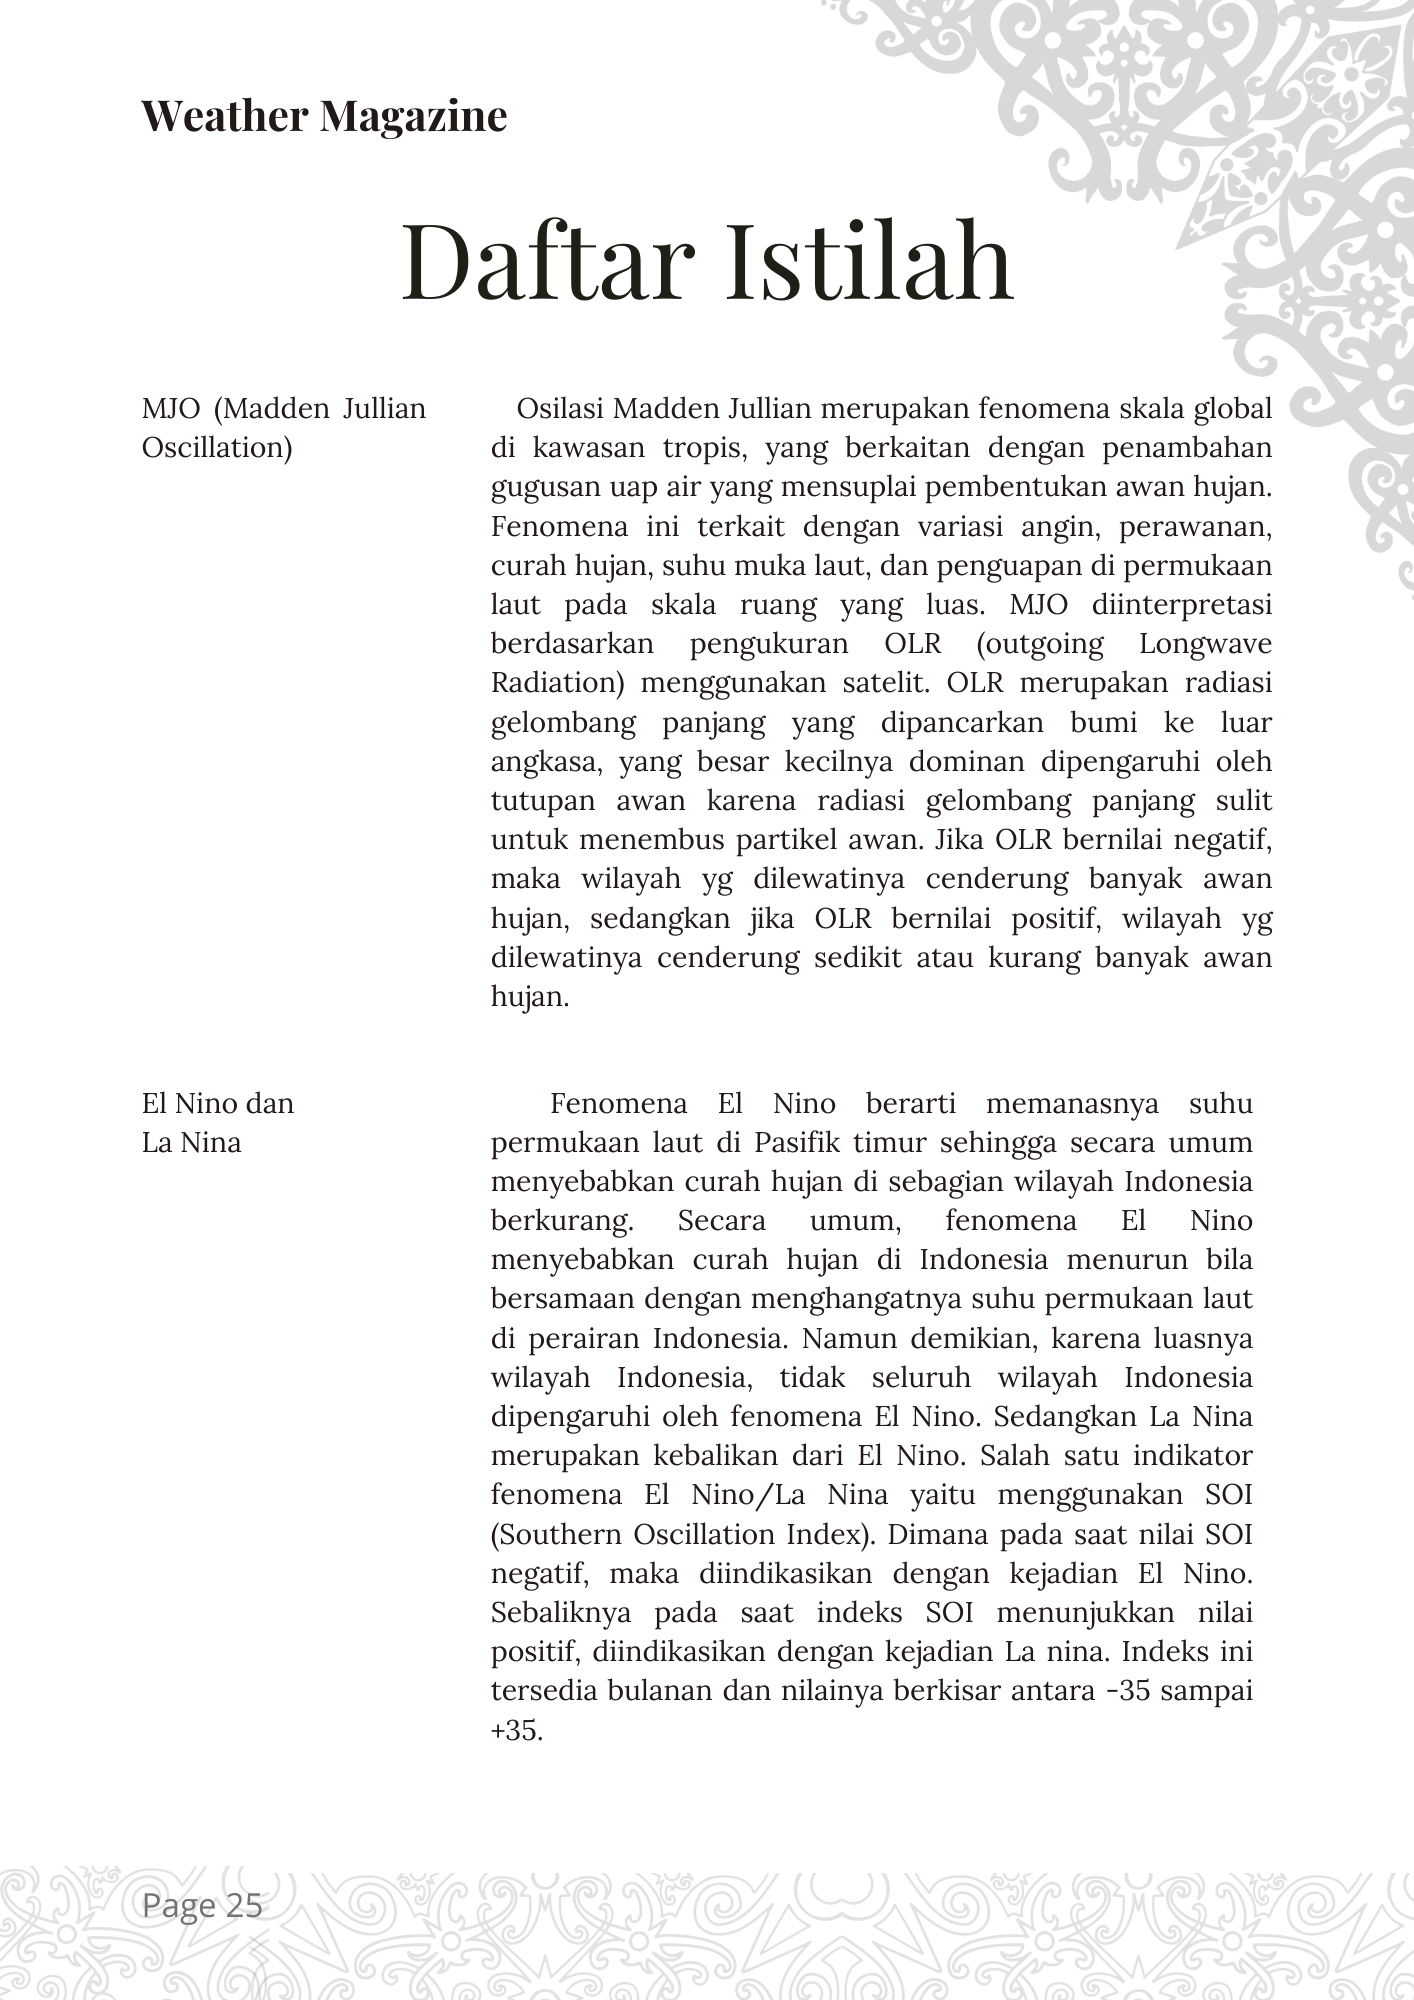 Weather Magazine
Daftar Istilah
MJO (Madden Jullian
Oscillation)
Osilasi Madden Jullian merupakan fenomena skala global
di kawasan tropis, yang berkaitan dengan penambahan
gugusan uap air yang mensuplai pembentukan awan hujan.
Fenomena ini terkait dengan variasi angin, perawanan,
curah hujan, suhu muka laut, dan penguapan di permukaan
laut pada skala ruang yang luas. MJO diinterpretasi
berdasarkan pengukuran OLR (outgoing Longwave
Radiation) menggunakan satelit. OLR merupakan radiasi
gelombang panjang yang dipancarkan bumi ke luar
angkasa, yang besar kecilnya dominan dipengaruhi oleh
tutupan awan karena radiasi gelombang panjang sulit
untuk menembus partikel awan. Jika OLR bernilai negatif,
maka wilayah yg dilewatinya cenderung banyak awan
hujan, sedangkan jika OLR bernilai positif, wilayah yg
dilewatinya cenderung sedikit atau kurang banyak awan
hujan.
El Nino dan
La Nina
Fenomena El Nino berarti memanasnya suhu
permukaan laut di Pasifik timur sehingga secara umum
menyebabkan curah hujan di sebagian wilayah Indonesia
berkurang. Secara umum, fenomena El Nino
menyebabkan curah hujan di Indonesia menurun bila
bersamaan dengan menghangatnya suhu permukaan laut
di perairan Indonesia. Namun demikian, karena luasnya
wilayah Indonesia, tidak seluruh wilayah Indonesia
dipengaruhi oleh fenomena El Nino. Sedangkan La Nina
merupakan kebalikan dari El Nino. Salah satu indikator
fenomena El Nino/La Nina yaitu menggunakan SOI
(Southern Oscillation Index). Dimana pada saat nilai SOI
negatif, maka diindikasikan dengan kejadian El Nino.
Sebaliknya pada saat indeks SOI menunjukkan nilai
positif, diindikasikan dengan kejadian La nina. Indeks ini
tersedia bulanan dan nilainya berkisar antara -35 sampai
+35.
Page 25